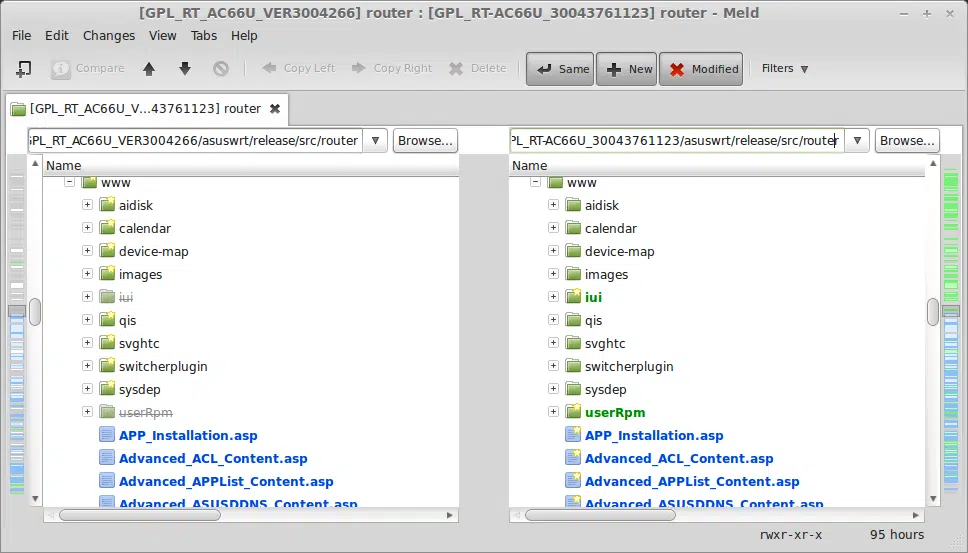 [GPL_RT_AC66U_VER3004266] router : [GPL_RT-AC66U_30043761123] router - Meld
File Edit Changes View Tabs Help
Compare Copy Left Copy Right Delete Same New Modified Filters
[GPL_RT_AC66U_V...43761123] router
GPL_RT_AC66U_VER3004266/asuswrt/release/src/router Browse...
PL_RT-AC66U_30043761123/asuswrt/release/src/router Browse...
Name
www
aidisk
calendar
device-map
images
iui
qis
svghtc
switcherplugin
sysdep
userRpm
APP_Installation.asp
Advanced_ACL_Content.asp
Advanced_APPList_Content.asp
Advanced_ASUSDDNS_Content.asp
Name
www
aidisk
calendar
device-map
images
iui
qis
svghtc
switcherplugin
sysdep
userRpm
APP_Installation.asp
Advanced_ACL_Content.asp
Advanced_APPList_Content.asp
Advanced_ASUSDDNS_Content.asp
rwxr-xr-x 95 hours